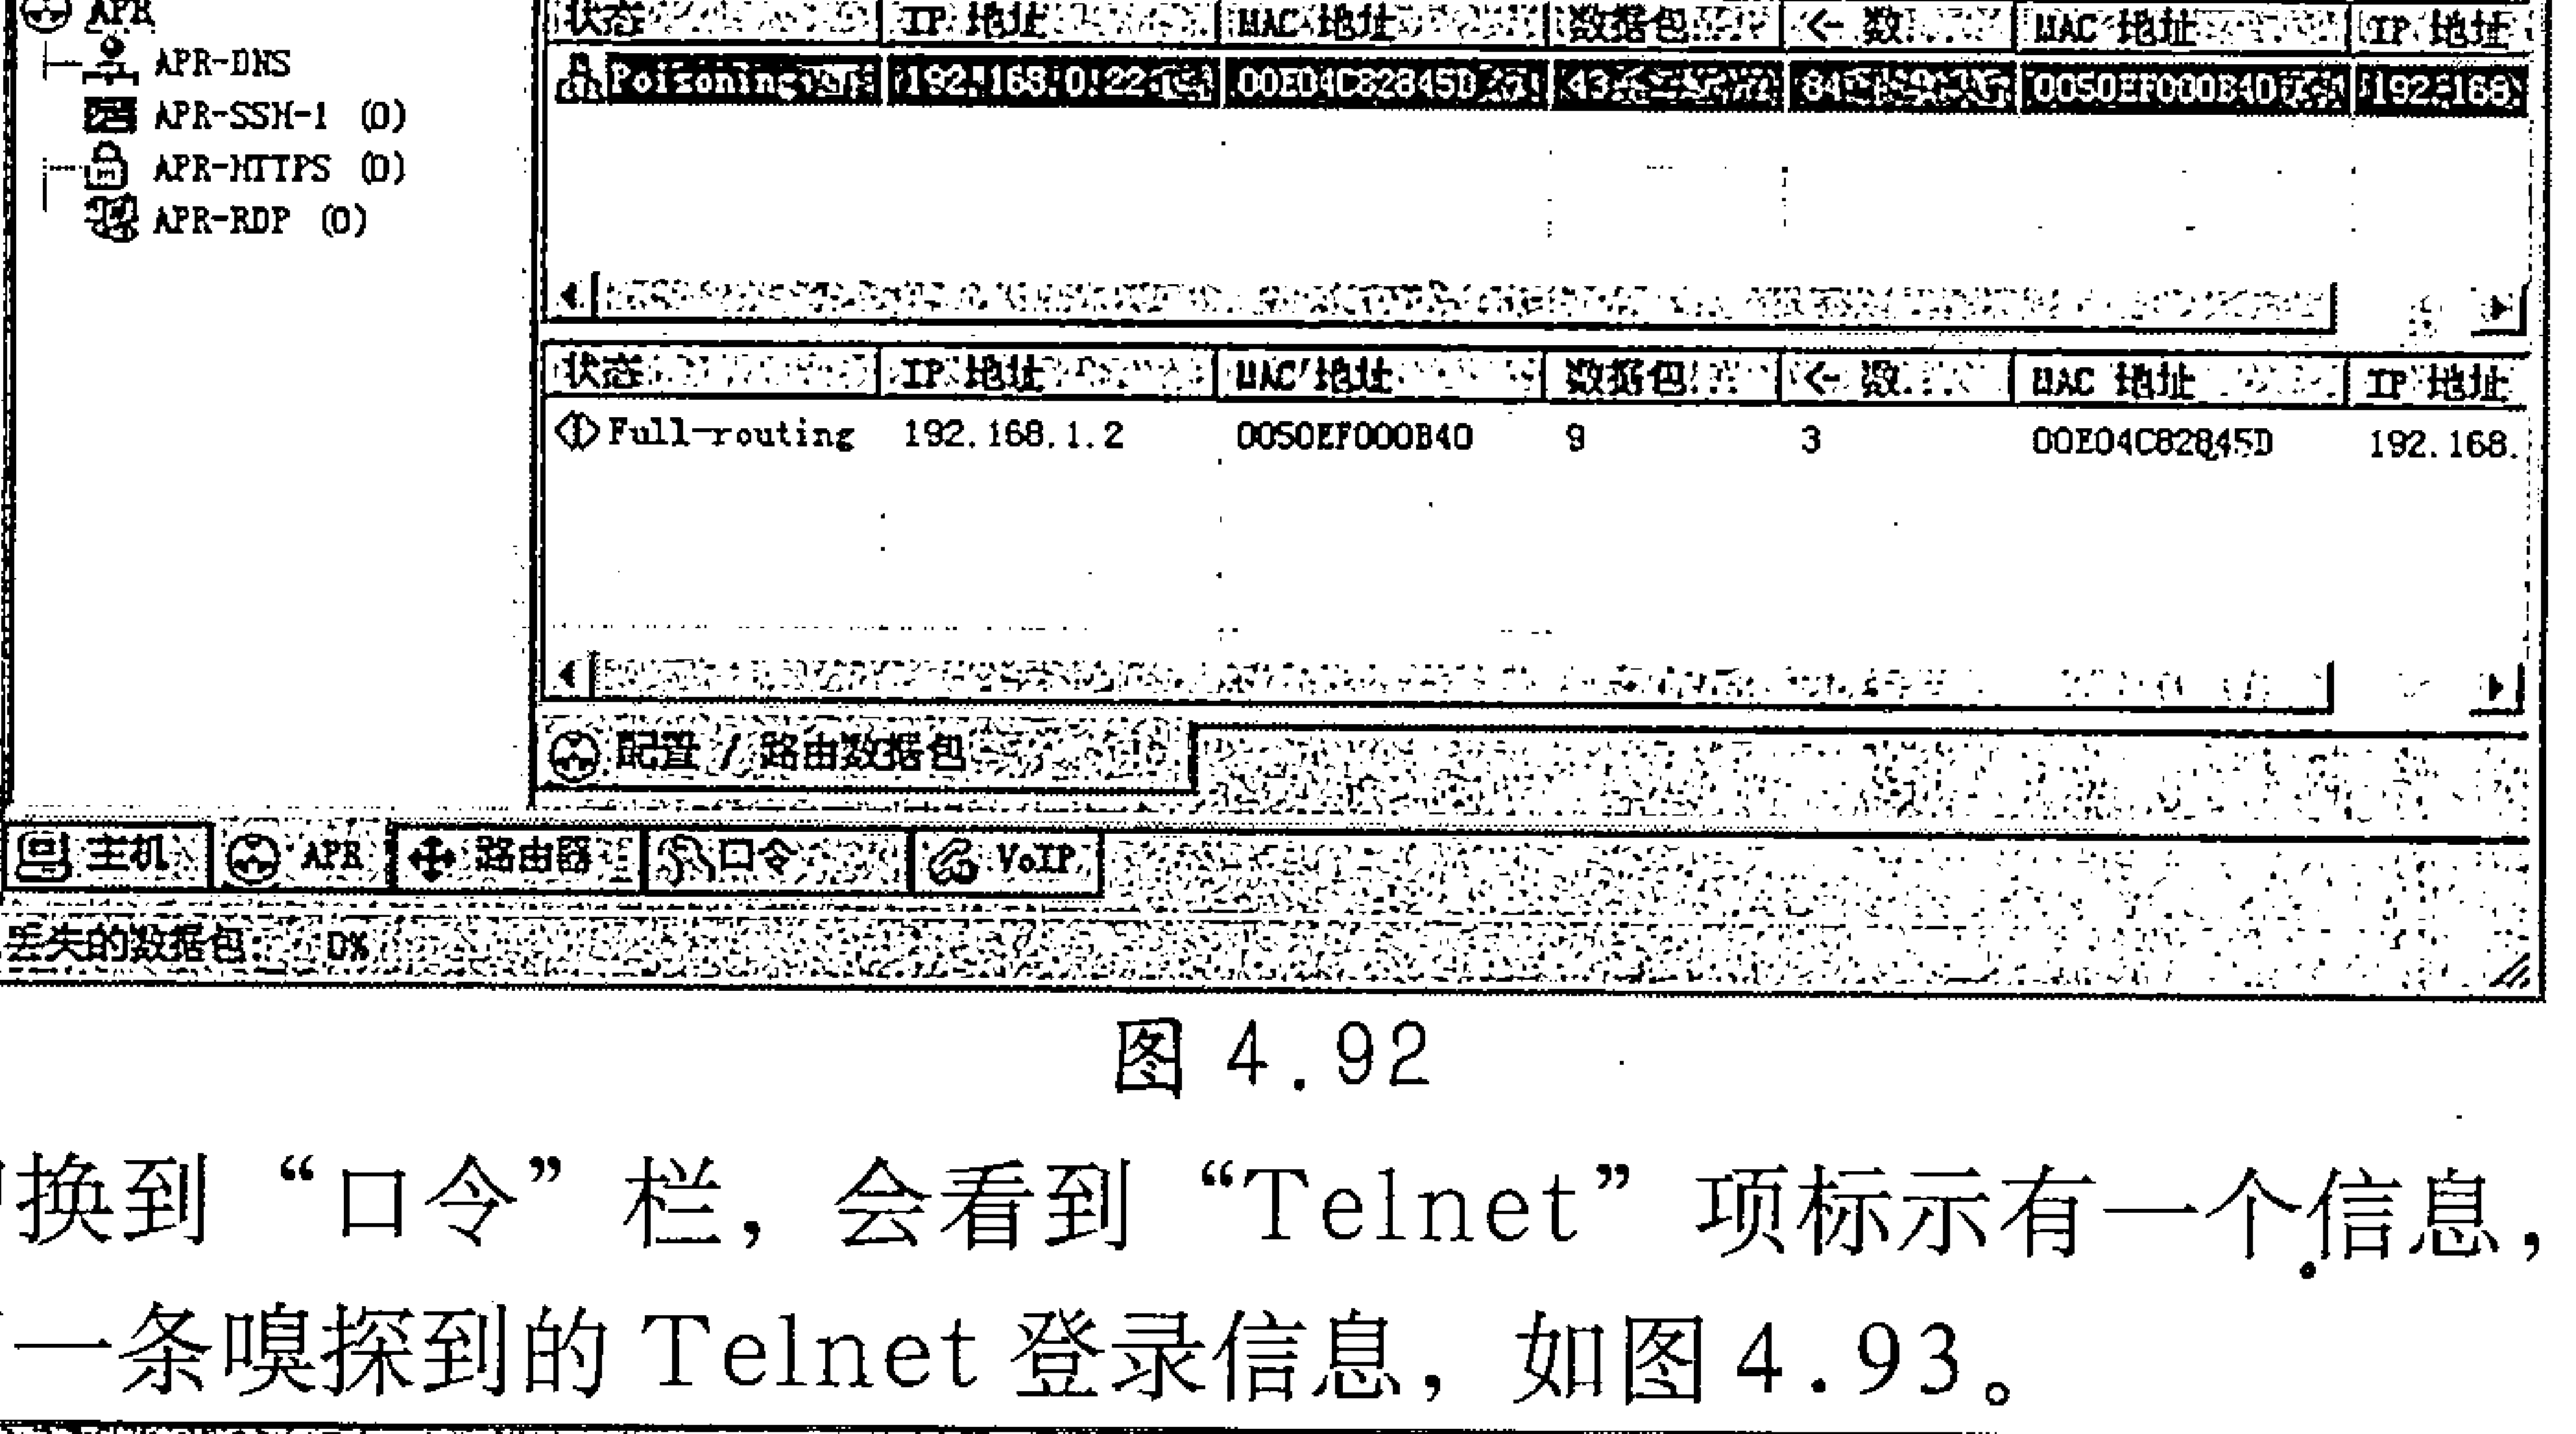 APR
APR-DNS
APR-SSH-1 (0)
APR-HTTPS (0)
APR-RDP (0)
状态 IP 地址 MAC 地址 数据包 <- 数 MAC 地址 IP 地址
Poisoning 192.168.0.22 00E04C82845D 43 84 0050EF000B40 192.168
状态 IP 地址 MAC 地址 数据包 <- 数... MAC 地址 IP 地址
Full-routing 192.168.1.2 0050EF000B40 9 3 00E04C82845D 192.168.
配置 / 路由数据包
主机 APR 路由器 口令 VoIP
丢失的数据包: 0%
图 4.92
换到“口令”栏，会看到“Telnet”项标示有一个信息，
一条嗅探到的 Telnet 登录信息，如图 4.93。